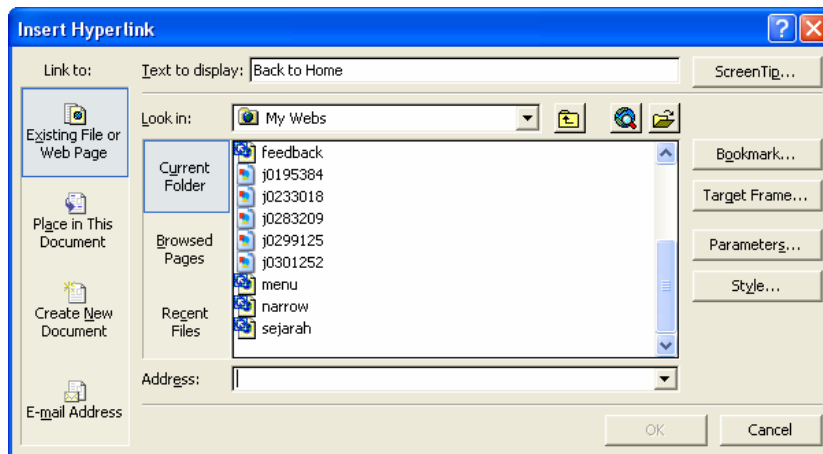 Insert Hyperlink
Link to:
Text to display: Back to Home
ScreenTip...
Existing File or
Web Page
Look in: My Webs
Current
Folder
feedback
j0195384
j0233018
j0283209
j0299125
j0301252
menu
narrow
sejarah
Bookmark...
Target Frame...
Parameters...
Style...
Place in This
Document
Browsed
Pages
Create New
Document
Recent
Files
E-mail Address
Address:
OK
Cancel